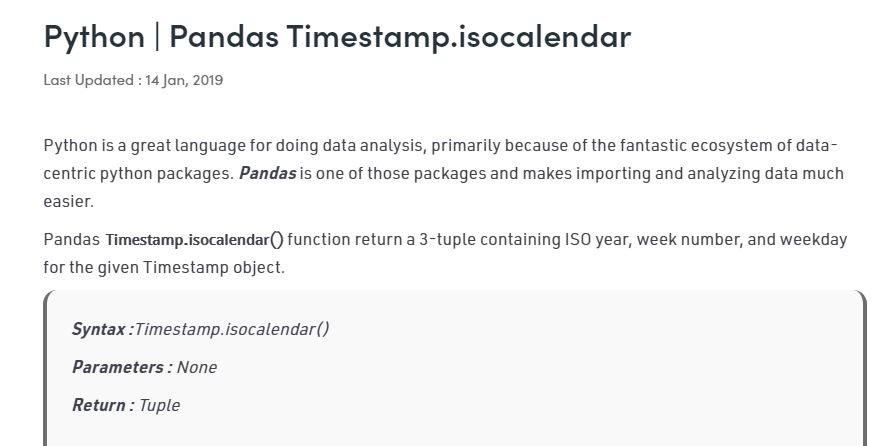 Python | Pandas Timestamp.isocalendar
Last Updated : 14 Jan, 2019
Python is a great language for doing data analysis, primarily because of the fantastic ecosystem of data-
centric python packages. Pandas is one of those packages and makes importing and analyzing data much
easier.
Pandas Timestamp.isocalendar() function return a 3-tuple containing ISO year, week number, and weekday
for the given Timestamp object.
Syntax :Timestamp.isocalendar()
Parameters : None
Return : Tuple